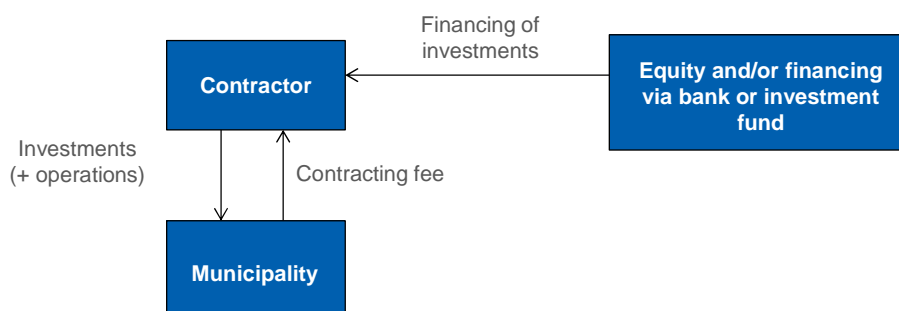 Financing of
investments
Contractor
Equity and/or financing
via bank or investment
fund
Investments
(+ operations)
Contracting fee
Municipality